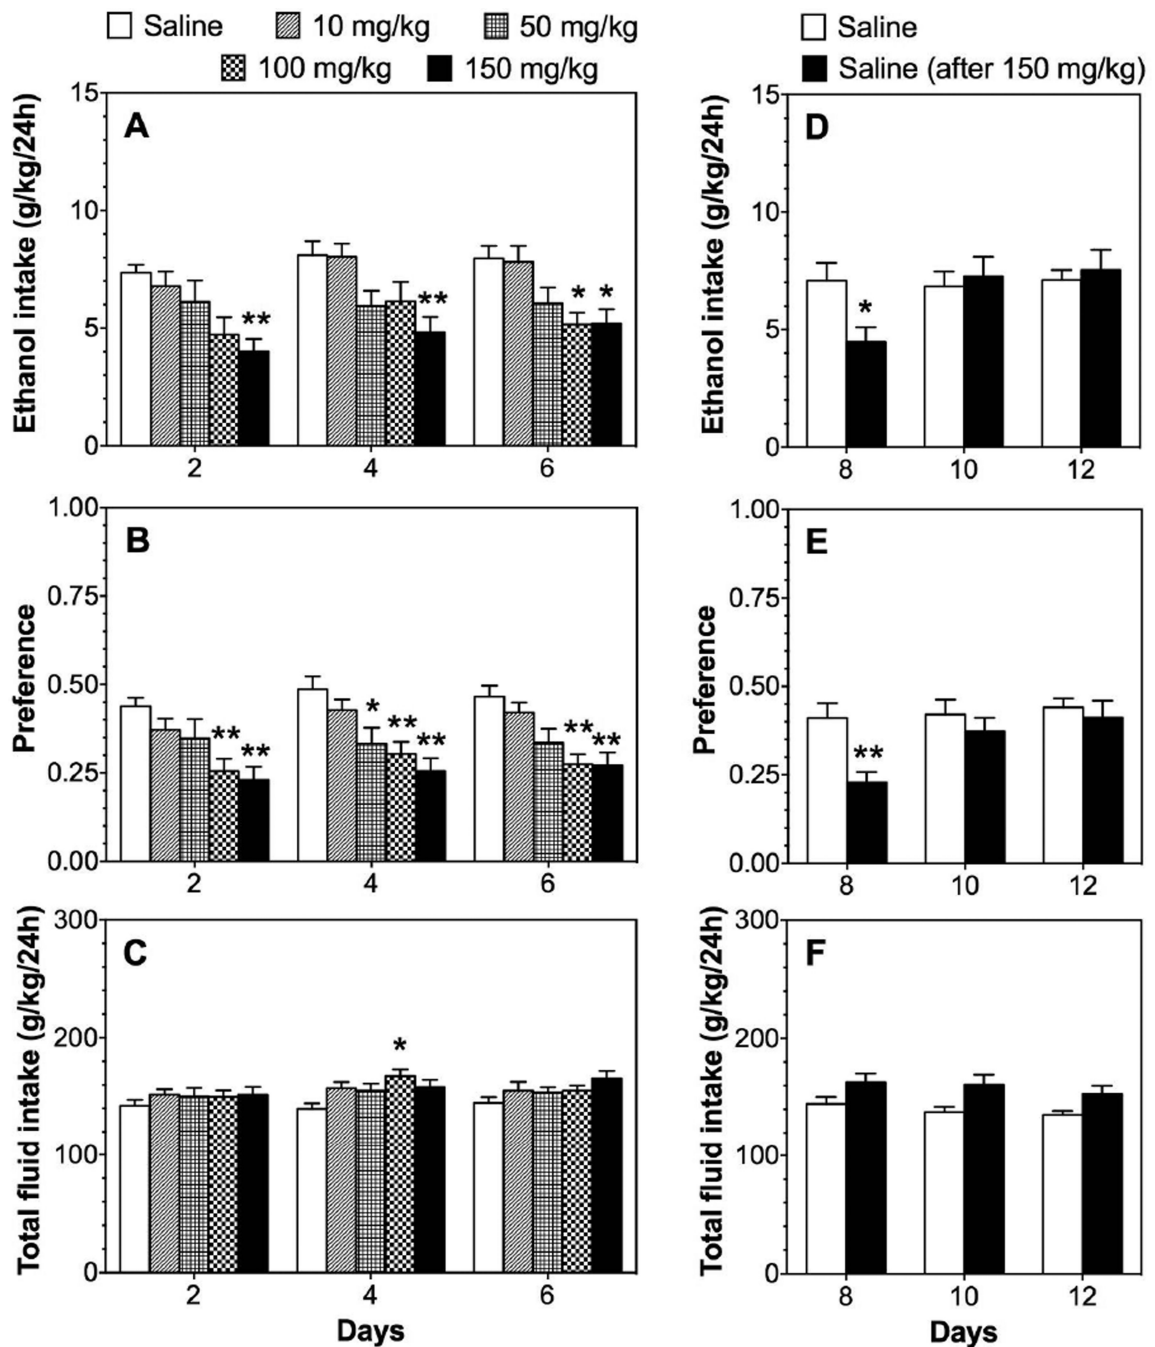 Saline 10 mg/kg 50 mg/kg
100 mg/kg 150 mg/kg
Saline
Saline (after 150 mg/kg)
A
Ethanol intake (g/kg/24h)
15
10
5
0
** ** * *
2 4 6
D
Ethanol intake (g/kg/24h)
15
10
5
0
*
8 10 12
B
Preference
1.00
0.75
0.50
0.25
0.00
** ** * ** ** ** **
2 4 6
E
Preference
1.00
0.75
0.50
0.25
0.00
**
8 10 12
C
Total fluid intake (g/kg/24h)
300
200
100
0
*
2 4 6
Days
F
Total fluid intake (g/kg/24h)
300
200
100
0
8 10 12
Days